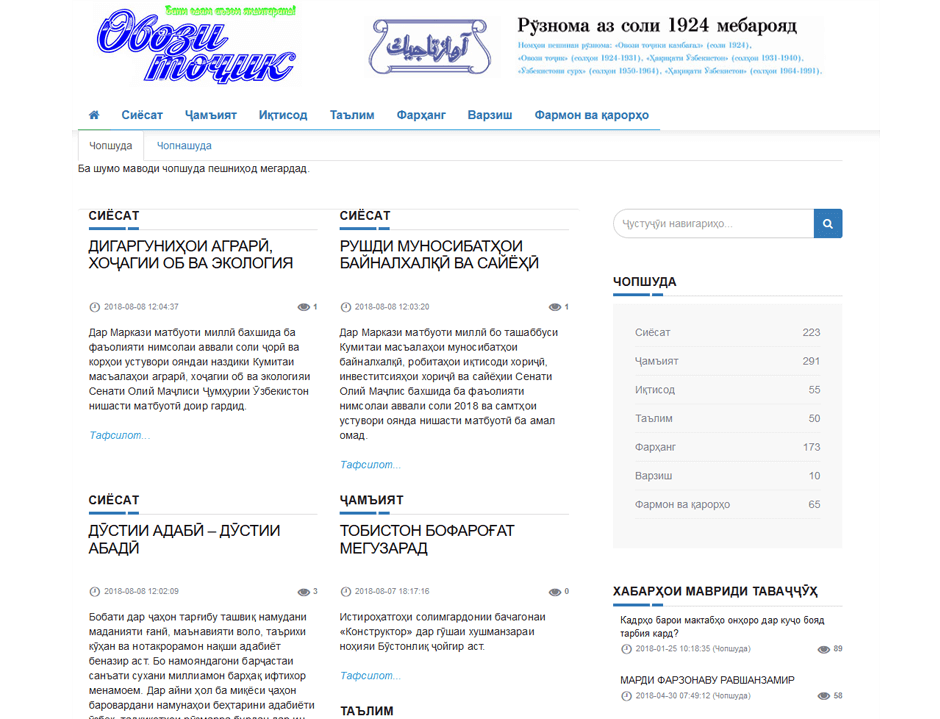 Овози
тоҷик
آواز تاجیک
Рӯзнома аз соли 1924 мебарояд
Номҳои пешинаи рӯзнома: «Овози тоҷики камбағал» (соли 1924),
«Овози тоҷик» (солҳои 1924-1931), «Ҳақиқати Ӯзбекистон» (солҳои 1931-1940),
«Ӯзбекистони сурх» (солҳои 1950-1964), «Ҳақиқати Ӯзбекистон» (солҳои 1964-1991).
Сиёсат Ҷамъият Иқтисод Таълим Фарҳанг Варзиш Фармон ва қарорҳо
Чопшуда Чопнашуда
Ба шумо маводи чопшуда пешниҳод мегардад.
СИЁСАТ
ДИГАРГУНИҲОИ АГРАРӢ,
ХОҶАГИИ ОБ ВА ЭКОЛОГИЯ
2018-08-08 12:04:37 1
Дар Маркази матбуоти миллӣ бахшида ба
фаъолияти нимсолаи аввали соли ҷорӣ ва
корҳои устувори ояндаи наздики Кумитаи
масъалаҳои аграрӣ, хоҷагии об ва экологияи
Сенати Олий Маҷлиси Ҷумҳурии Ӯзбекистон
нишасти матбуотӣ доир гардид.
Тафсилот...
СИЁСАТ
РУШДИ МУНОСИБАТҲОИ
БАЙНАЛХАЛҚӢ ВА САЙЁҲӢ
2018-08-08 12:03:20 1
Дар Маркази матбуоти миллӣ бо ташаббуси
Кумитаи масъалаҳои муносибатҳои
байналхалқӣ, робитаҳои иқтисоди хориҷӣ,
инвеститсияҳои хориҷӣ ва сайёҳии Сенати
Олий Маҷлис бахшида ба фаъолияти
нимсолаи аввали соли 2018 ва самтҳои
устувори оянда нишасти матбуотӣ ба амал
омад.
Тафсилот...
СИЁСАТ
ДӮСТИИ АДАБӢ – ДӮСТИИ
АБАДӢ
2018-08-08 12:02:09 3
Бобати дар ҷаҳон тарғибу ташвиқ намудани
маданияти ғанӣ, маънавияти воло, таърихи
кӯҳан ва нотакрорамон нақши адабиёт
беназир аст. Бо намояндагони барҷастаи
санъати сухани миллиамон барҳақ ифтихор
менамоем. Дар айни ҳол ба миқёси ҷаҳон
баровардани намунаҳои беҳтарини адабиёти
ҶАМЪИЯТ
ТОБИСТОН БОФАРОҒАТ
МЕГУЗАРАД
2018-08-07 18:17:16 0
Истироҳатгоҳи солимгардонии бачагонаи
«Конструктор» дар гӯшаи хушманзараи
ноҳияи Бӯстонлиқ ҷойгир аст.
Тафсилот...
ТАЪЛИМ
Ҷустуҷӯи навигариҳо...
ЧОПШУДА
Сиёсат 223
Ҷамъият 291
Иқтисод 55
Таълим 50
Фарҳанг 173
Варзиш 10
Фармон ва қарорҳо 65
ХАБАРҲОИ МАВРИДИ ТАВАҶҶӮҲ
Кадрҳо барои мактабҳо онҳоро дар куҷо бояд
тарбия кард?
2018-01-25 10:18:35 (Чопшуда) 89
МАРДИ ФАРЗОНАВУ РАВШАНЗАМИР
2018-04-30 07:49:12 (Чопшуда) 58